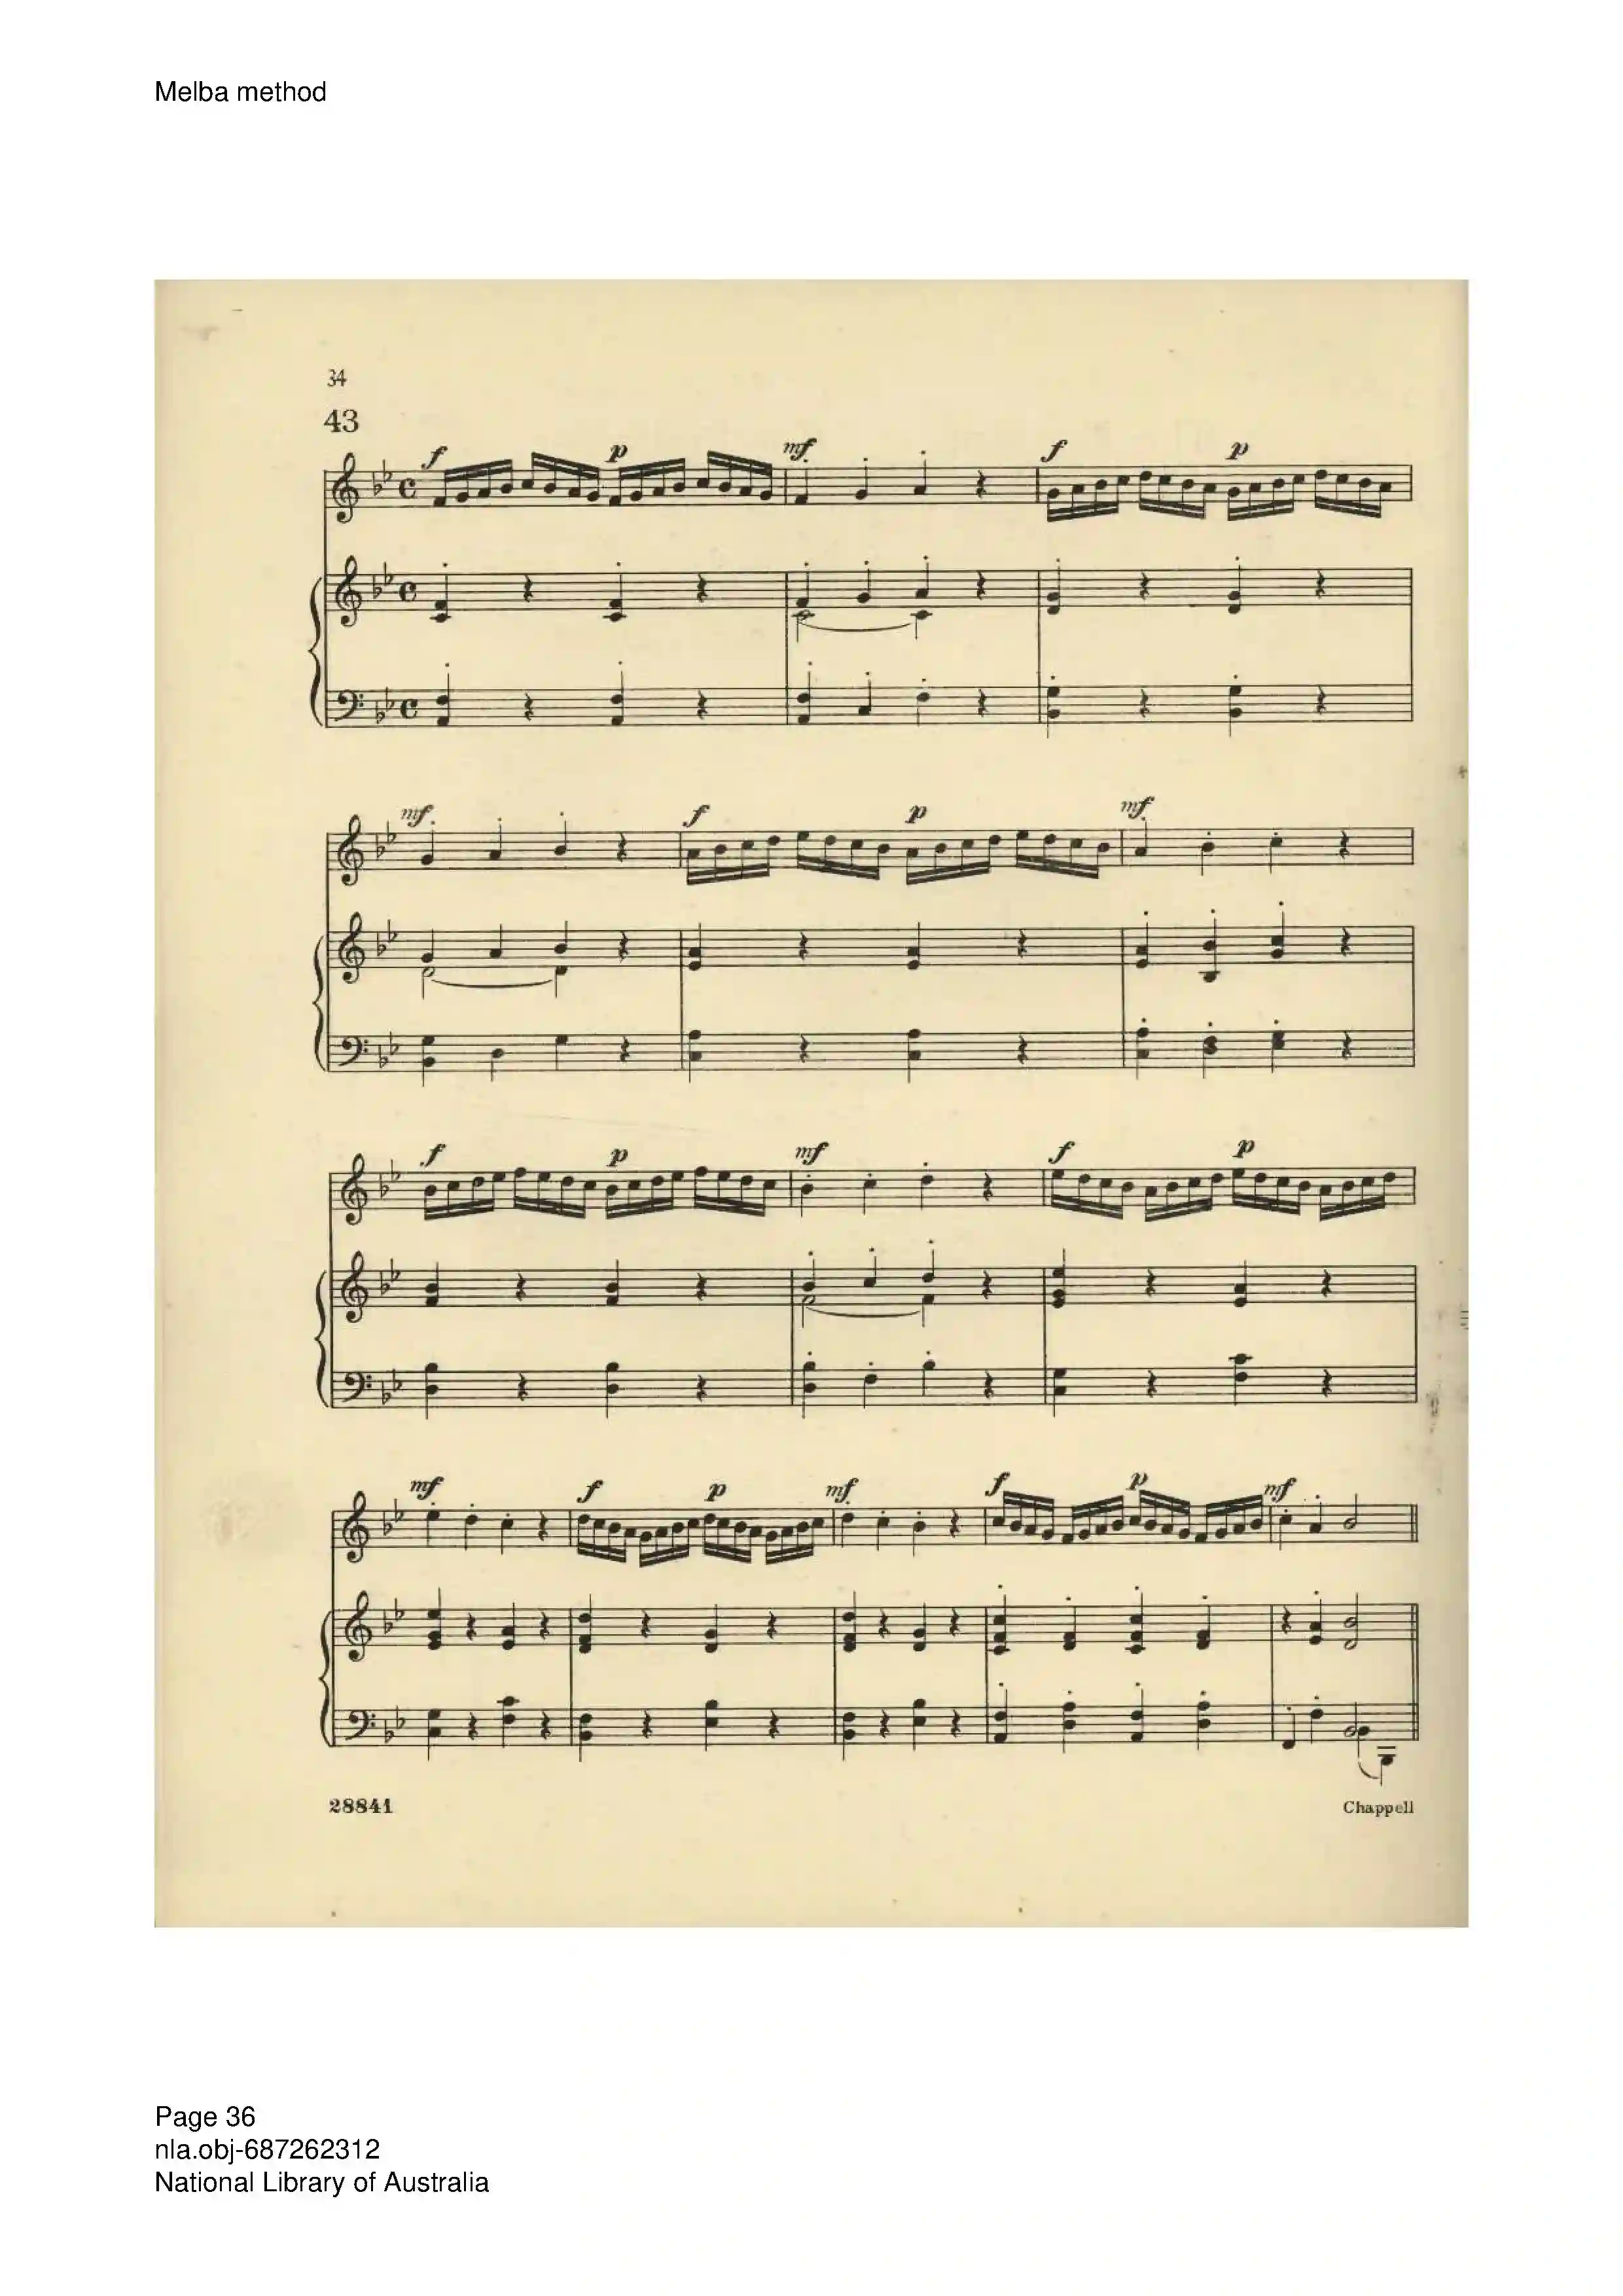 Melba method
34
43
f p mf f p
mf f p mf
f p mf f p
mf f p mf f p mf
28841 Chappell
Page 36
nla.obj-687262312
National Library of Australia